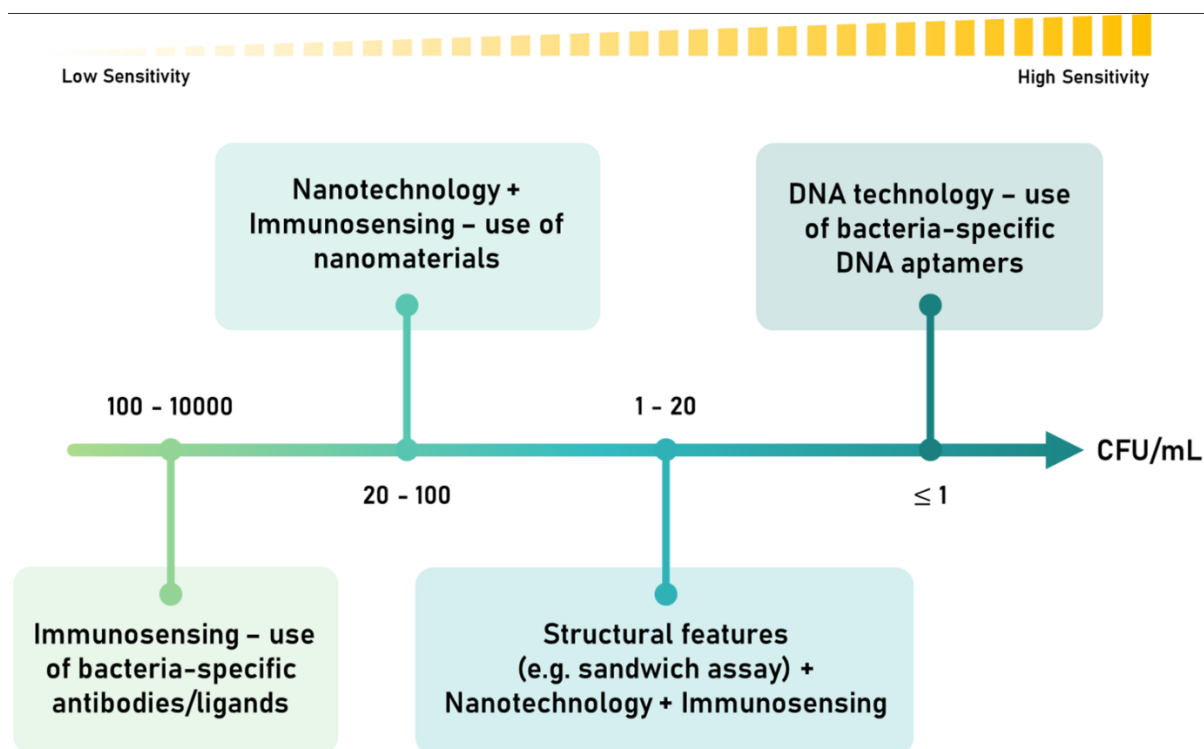 Low Sensitivity
High Sensitivity
Nanotechnology +
Immunosensing – use of
nanomaterials
DNA technology – use
of bacteria-specific
DNA aptamers
100 - 10000
1 - 20
CFU/mL
20 - 100
≤ 1
Immunosensing – use
of bacteria-specific
antibodies/ligands
Structural features
(e.g. sandwich assay) +
Nanotechnology + Immunosensing